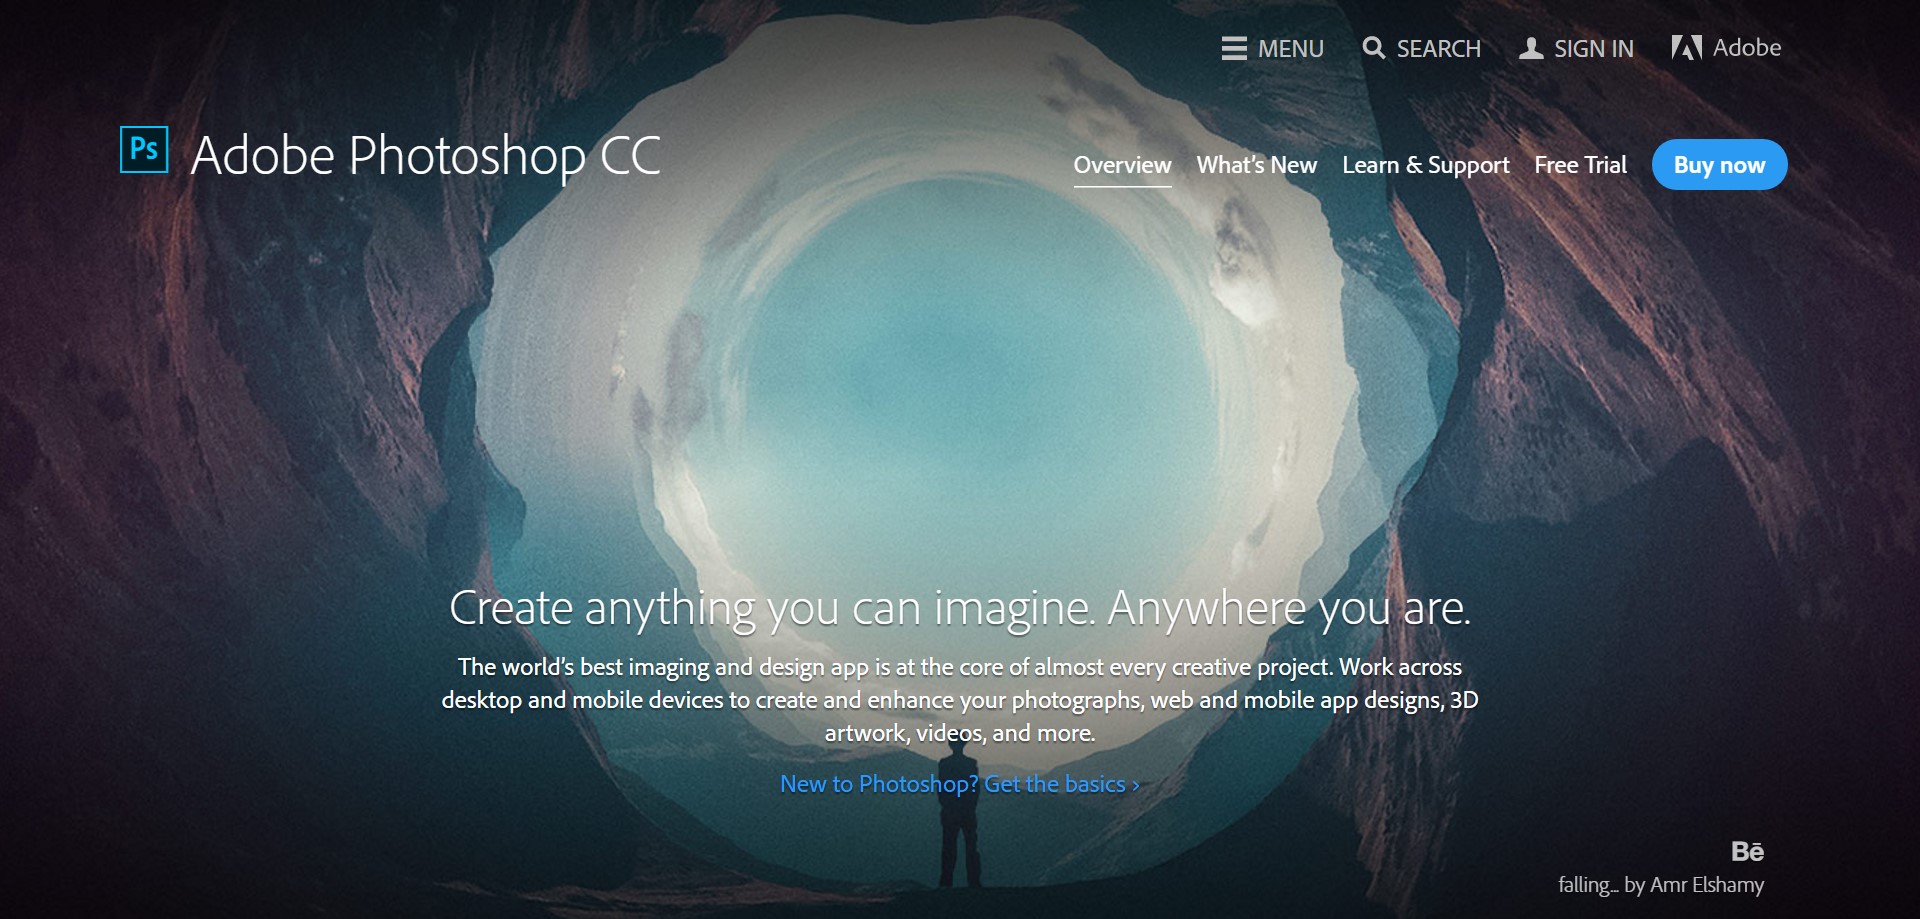 MENU SEARCH SIGN IN Adobe
Ps Adobe Photoshop CC
Overview What's New Learn & Support Free Trial Buy now
Create anything you can imagine. Anywhere you are.
The world's best imaging and design app is at the core of almost every creative project. Work across
desktop and mobile devices to create and enhance your photographs, web and mobile app designs, 3D
artwork, videos, and more.
New to Photoshop? Get the basics ›
Bē
falling... by Amr Elshamy